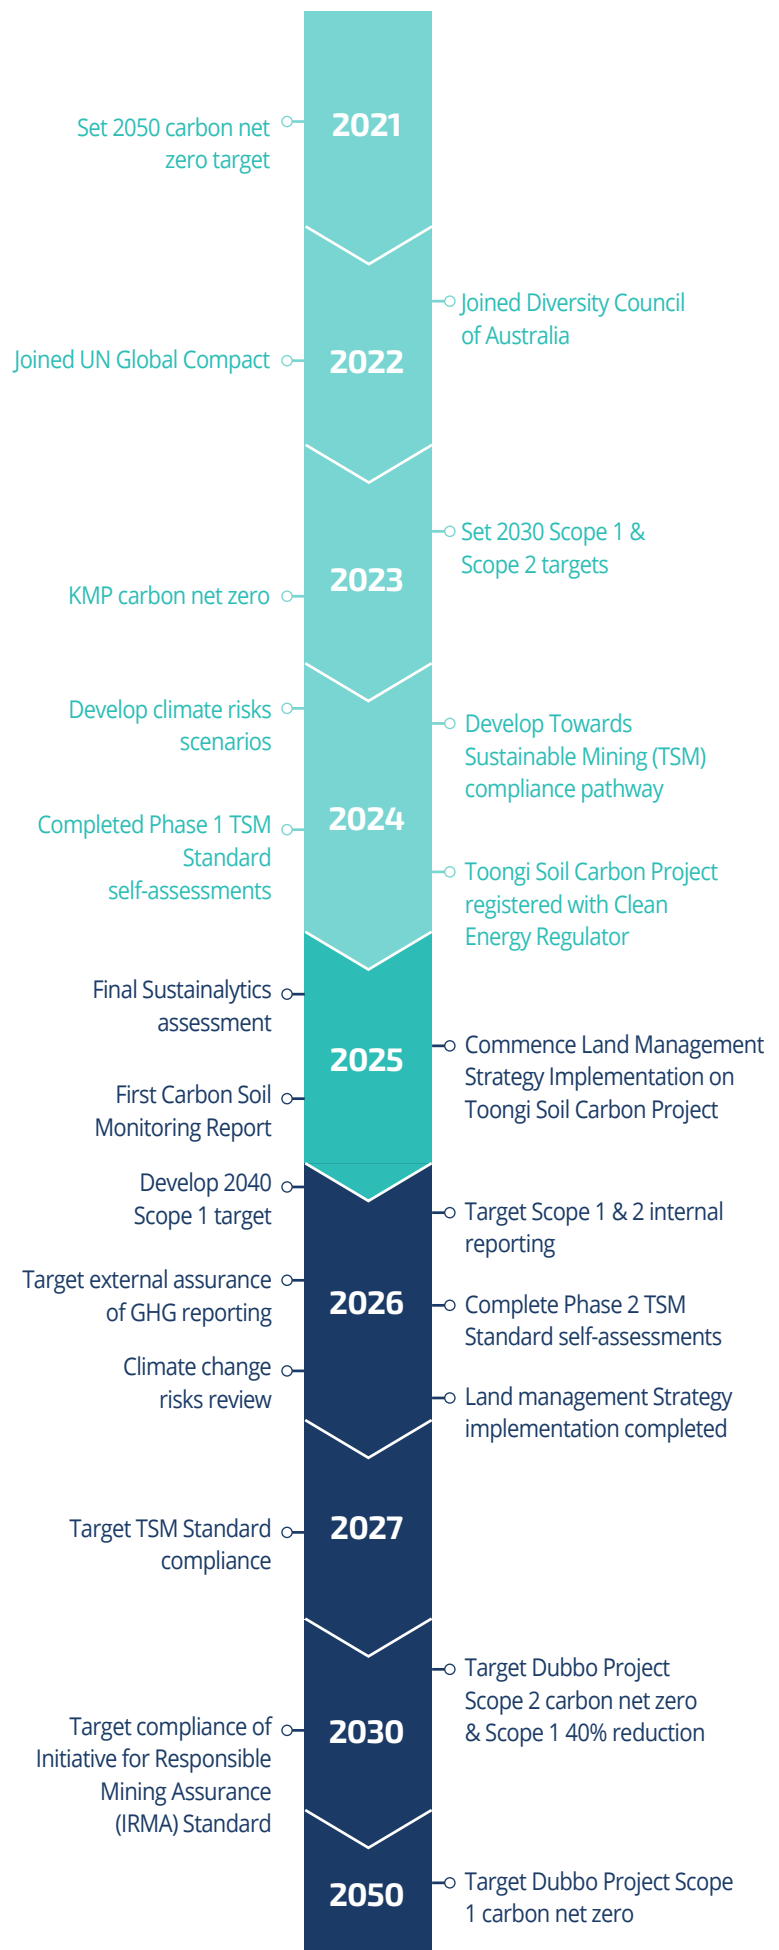 2021
Set 2050 carbon net
zero target
2022
Joined Diversity Council
of Australia
Joined UN Global Compact
2023
Set 2030 Scope 1 &
Scope 2 targets
KMP carbon net zero
2024
Develop climate risks
scenarios
Develop Towards
Sustainable Mining (TSM)
compliance pathway
Completed Phase 1 TSM
Standard
self-assessments
Toongi Soil Carbon Project
registered with Clean
Energy Regulator
2025
Final Sustainalytics
assessment
Commence Land Management
Strategy Implementation on
Toongi Soil Carbon Project
First Carbon Soil
Monitoring Report
2026
Develop 2040
Scope 1 target
Target Scope 1 & 2 internal
reporting
Target external assurance
of GHG reporting
Complete Phase 2 TSM
Standard self-assessments
Climate change
risks review
Land management Strategy
implementation completed
2027
Target TSM Standard
compliance
2030
Target Dubbo Project
Scope 2 carbon net zero
& Scope 1 40% reduction
Target compliance of
Initiative for Responsible
Mining Assurance
(IRMA) Standard
2050
Target Dubbo Project Scope
1 carbon net zero